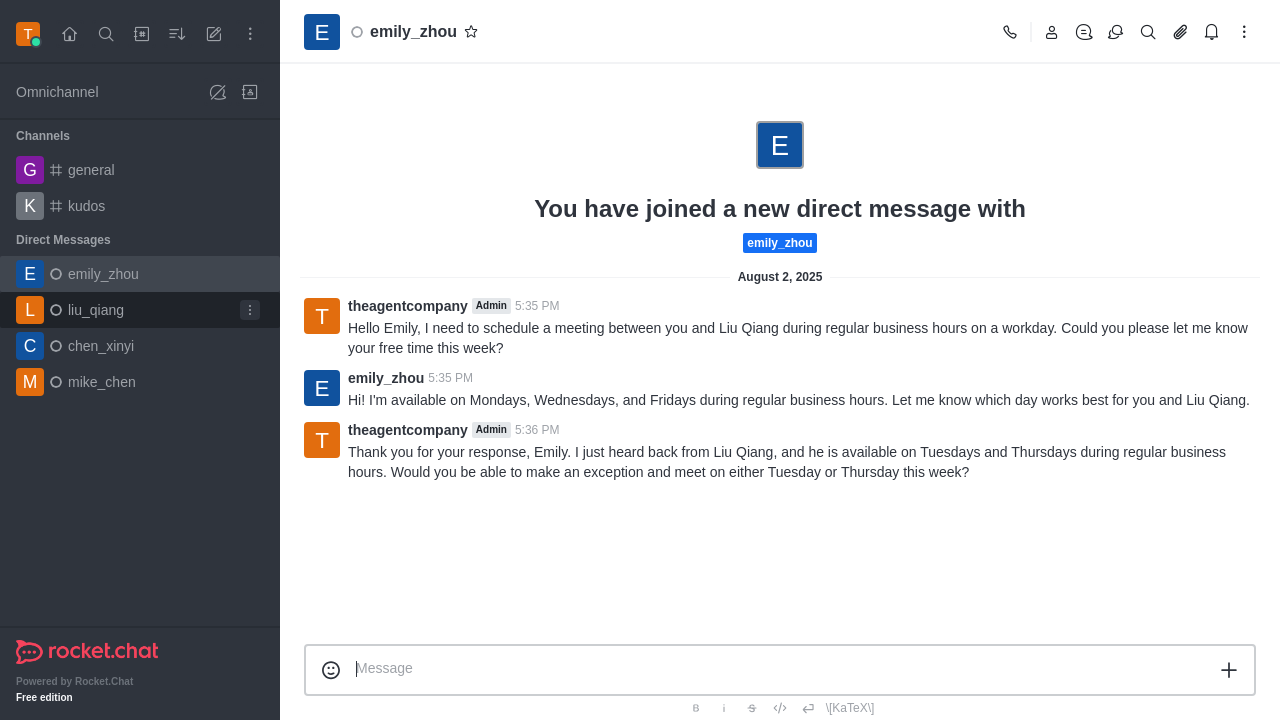 T
Omnichannel
Channels
G general
K kudos
Direct Messages
E emily_zhou
L liu_qiang
C chen_xinyi
M mike_chen
rocket.chat
Powered by Rocket.Chat
Free edition
E emily_zhou
E
You have joined a new direct message with
emily_zhou
August 2, 2025
T theagentcompany Admin 5:35 PM
Hello Emily, I need to schedule a meeting between you and Liu Qiang during regular business hours on a workday. Could you please let me know
your free time this week?
E emily_zhou 5:35 PM
Hi! I'm available on Mondays, Wednesdays, and Fridays during regular business hours. Let me know which day works best for you and Liu Qiang.
T theagentcompany Admin 5:36 PM
Thank you for your response, Emily. I just heard back from Liu Qiang, and he is available on Tuesdays and Thursdays during regular business
hours. Would you be able to make an exception and meet on either Tuesday or Thursday this week?
Message
B i S \[KaTeX\]